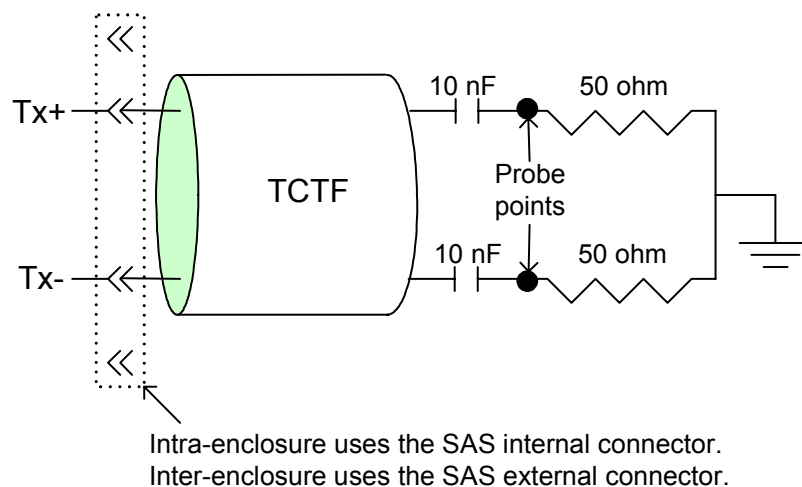 10 nF
50 ohm
Tx+
TCTF
Probe
points
10 nF
50 ohm
Tx-
Intra-enclosure uses the SAS internal connector.
Inter-enclosure uses the SAS external connector.